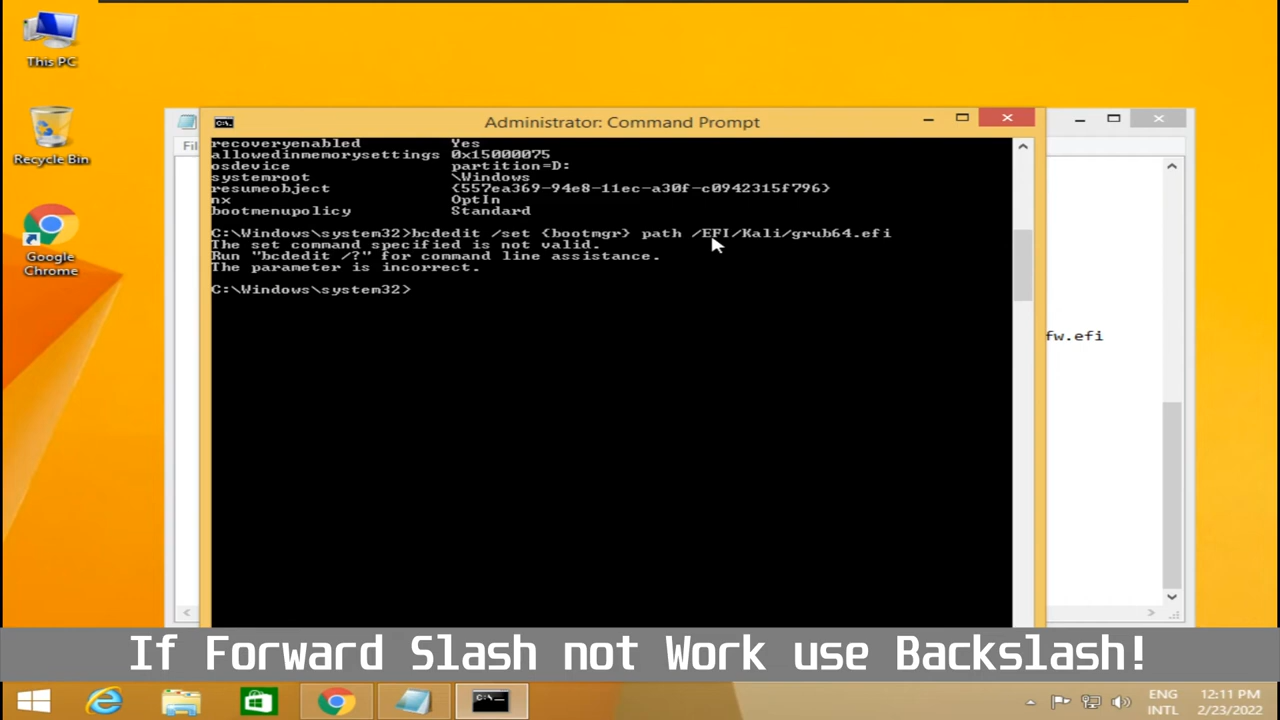 This PC
Recycle Bin
Google
Chrome
Administrator: Command Prompt
Fil
recoveryenabled Yes
allowedinmemorysettings 0x15000075
osdevice partition=D:
systemroot \Windows
resumeobject {557ea369-94e8-11ec-a30f-c0942315f796}
nx OptIn
bootmenupolicy Standard
C:\Windows\system32>bcdedit /set {bootmgr} path /EFI/Kali/grub64.efi
The set command specified is not valid.
Run "bcdedit /?" for command line assistance.
The parameter is incorrect.
C:\Windows\system32>
fw.efi
If Forward Slash not Work use Backslash!
ENG
INTL
12:11 PM
2/23/2022